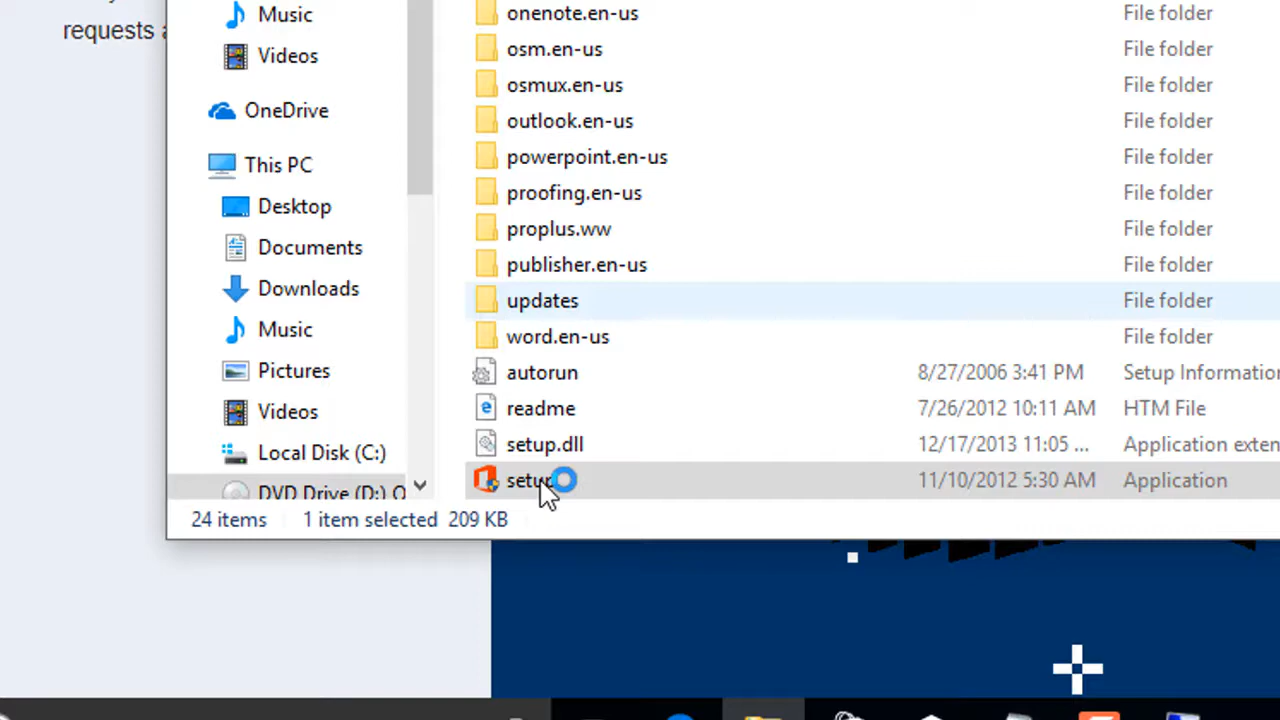 requests
Music
Videos
OneDrive
This PC
Desktop
Documents
Downloads
Music
Pictures
Videos
Local Disk (C:)
DVD Drive (D:) O
onenote.en-us File folder
osm.en-us File folder
osmux.en-us File folder
outlook.en-us File folder
powerpoint.en-us File folder
proofing.en-us File folder
proplus.ww File folder
publisher.en-us File folder
updates File folder
word.en-us File folder
autorun 8/27/2006 3:41 PM Setup Informatio
readme 7/26/2012 10:11 AM HTM File
setup.dll 12/17/2013 11:05 ... Application exten
setup 11/10/2012 5:30 AM Application
24 items 1 item selected 209 KB